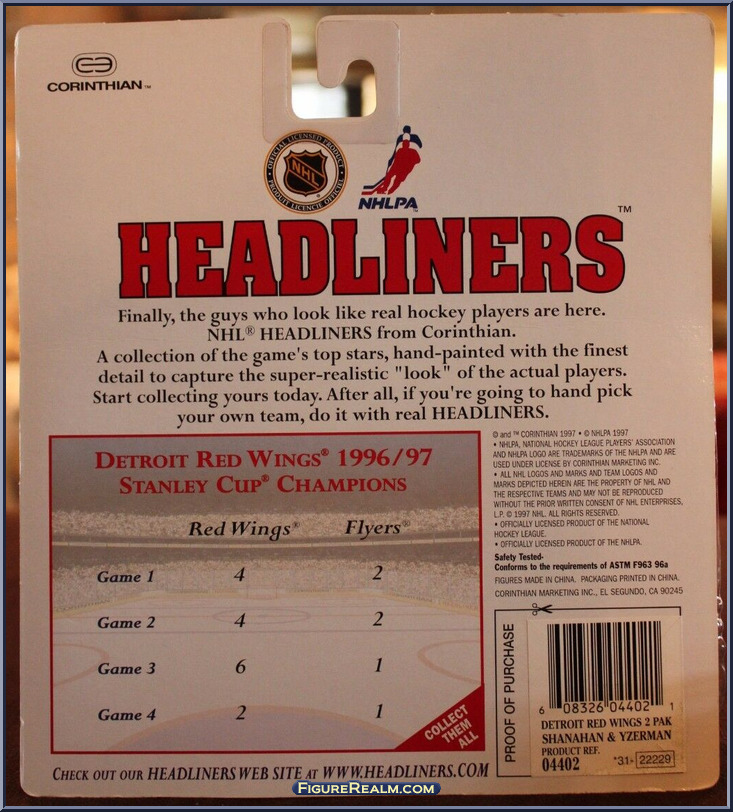 CORINTHIAN™
OFFICIAL LICENSED PRODUCT
NHL
PRODUIT LICENCIÉ OFFICIEL
NHLPA™
HEADLINERS™
Finally, the guys who look like real hockey players are here.
NHL® HEADLINERS from Corinthian.
A collection of the game's top stars, hand-painted with the finest
detail to capture the super-realistic "look" of the actual players.
Start collecting yours today. After all, if you're going to hand pick
your own team, do it with real HEADLINERS.
DETROIT RED WINGS® 1996/97
STANLEY CUP® CHAMPIONS
Red Wings® Flyers®
Game 1 4 2
Game 2 4 2
Game 3 6 1
Game 4 2 1
COLLECT
THEM
ALL
© and ™ CORINTHIAN 1997 • © NHLPA 1997
• NHLPA, NATIONAL HOCKEY LEAGUE PLAYERS' ASSOCIATION
AND NHLPA LOGO ARE TRADEMARKS OF THE NHLPA AND ARE
USED UNDER LICENSE BY CORINTHIAN MARKETING INC.
• ALL NHL LOGOS AND MARKS AND TEAM LOGOS AND
MARKS DEPICTED HEREIN ARE THE PROPERTY OF NHL AND
THE RESPECTIVE TEAMS AND MAY NOT BE REPRODUCED
WITHOUT THE PRIOR WRITTEN CONSENT OF NHL ENTERPRISES,
L.P. © 1997 NHL. ALL RIGHTS RESERVED.
• OFFICIALLY LICENSED PRODUCT OF THE NATIONAL
HOCKEY LEAGUE.
• OFFICIALLY LICENSED PRODUCT OF THE NHLPA.
Safety Tested-
Conforms to the requirements of ASTM F963 96a
FIGURES MADE IN CHINA. PACKAGING PRINTED IN CHINA.
CORINTHIAN MARKETING INC., EL SEGUNDO, CA 90245
PROOF OF PURCHASE
6 08326 04402 1
DETROIT RED WINGS 2 PAK
SHANAHAN & YZERMAN
PRODUCT REF.
04402 *31* 22229
CHECK OUT OUR HEADLINERS WEB SITE AT WWW.HEADLINERS.COM
FIGUREREALM.COM